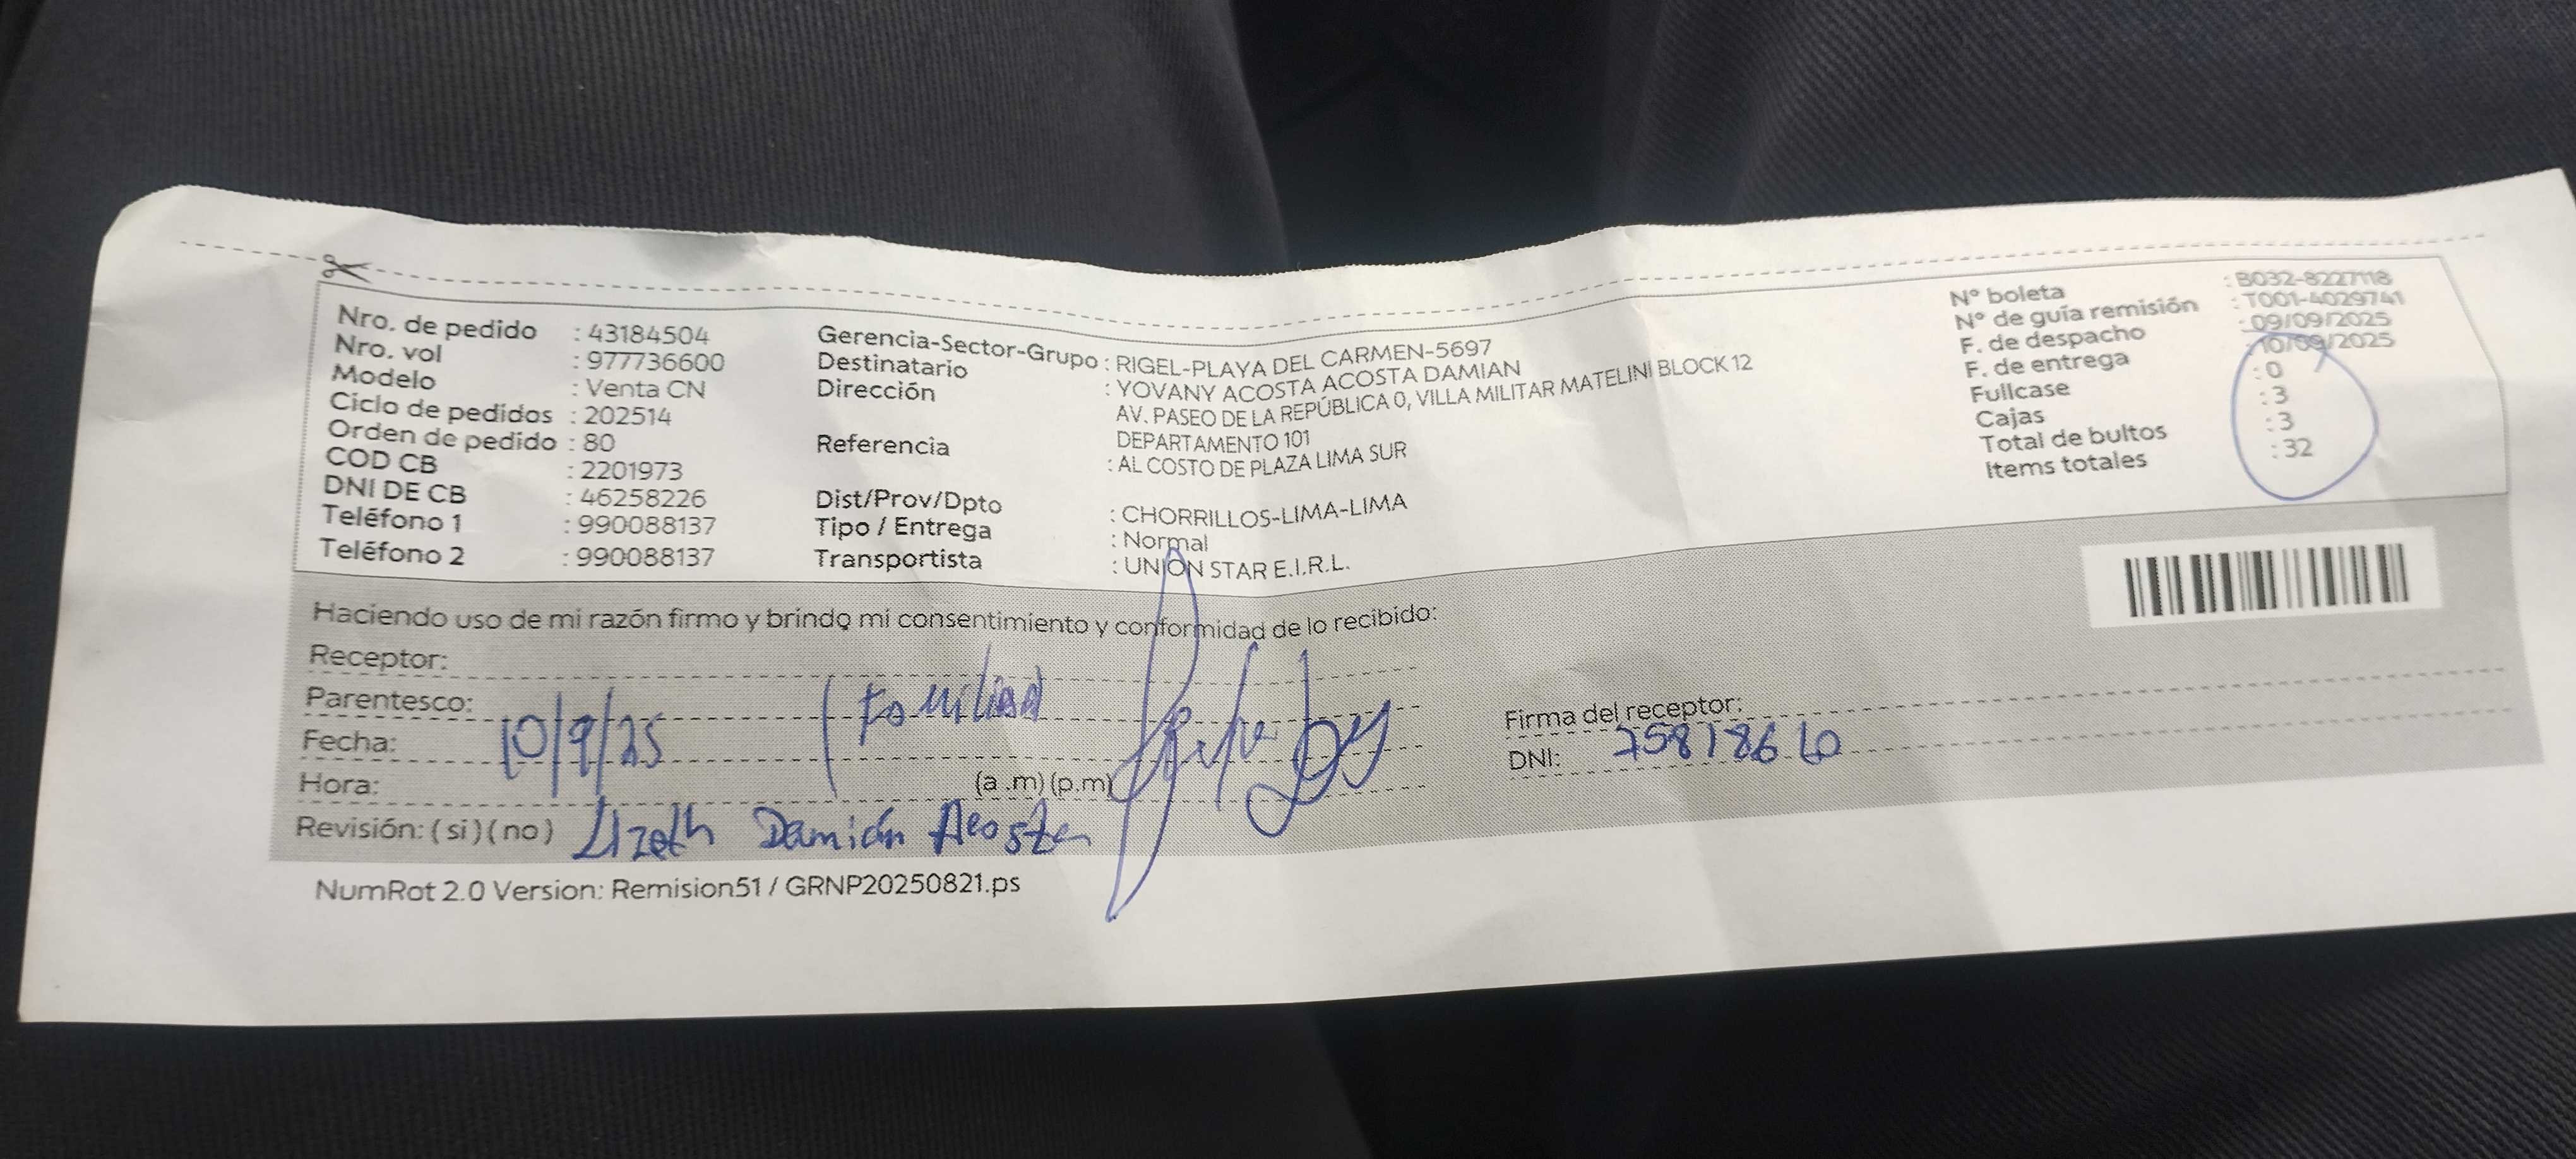 Nro. de pedido : 43184504
Nro. vol : 977736600
Modelo : Venta CN
Ciclo de pedidos : 202514
Orden de pedido : 80
COD CB : 2201973
DNI DE CB : 46258226
Teléfono 1 : 990088137
Teléfono 2 : 990088137
Gerencia-Sector-Grupo : RIGEL-PLAYA DEL CARMEN-5697
Destinatario : YOVANY ACOSTA ACOSTA DAMIAN
Dirección : AV. PASEO DE LA REPÚBLICA 0, VILLA MILITAR MATELINI BLOCK 12
DEPARTAMENTO 101
Referencia : AL COSTO DE PLAZA LIMA SUR
Dist/Prov/Dpto : CHORRILLOS-LIMA-LIMA
Tipo / Entrega : Normal
Transportista : UNION STAR E.I.R.L.
N° boleta : B032-8227118
N° de guía remisión : T001-4029741
F. de despacho : 09/09/2025
F. de entrega : 10/09/2025
Fullcase : 0
Cajas : 3
Total de bultos : 3
Items totales : 32
Haciendo uso de mi razón firmo y brindo mi consentimiento y conformidad de lo recibido:
Receptor:
Parentesco: Familiar
Fecha: 10/9/25
Hora: (a .m) (p.m)
Revisión: ( si ) ( no ) Lizeth Damián Acosta
Firma del receptor:
DNI: 75818610
NumRot 2.0 Version: Remision51 / GRNP20250821.ps